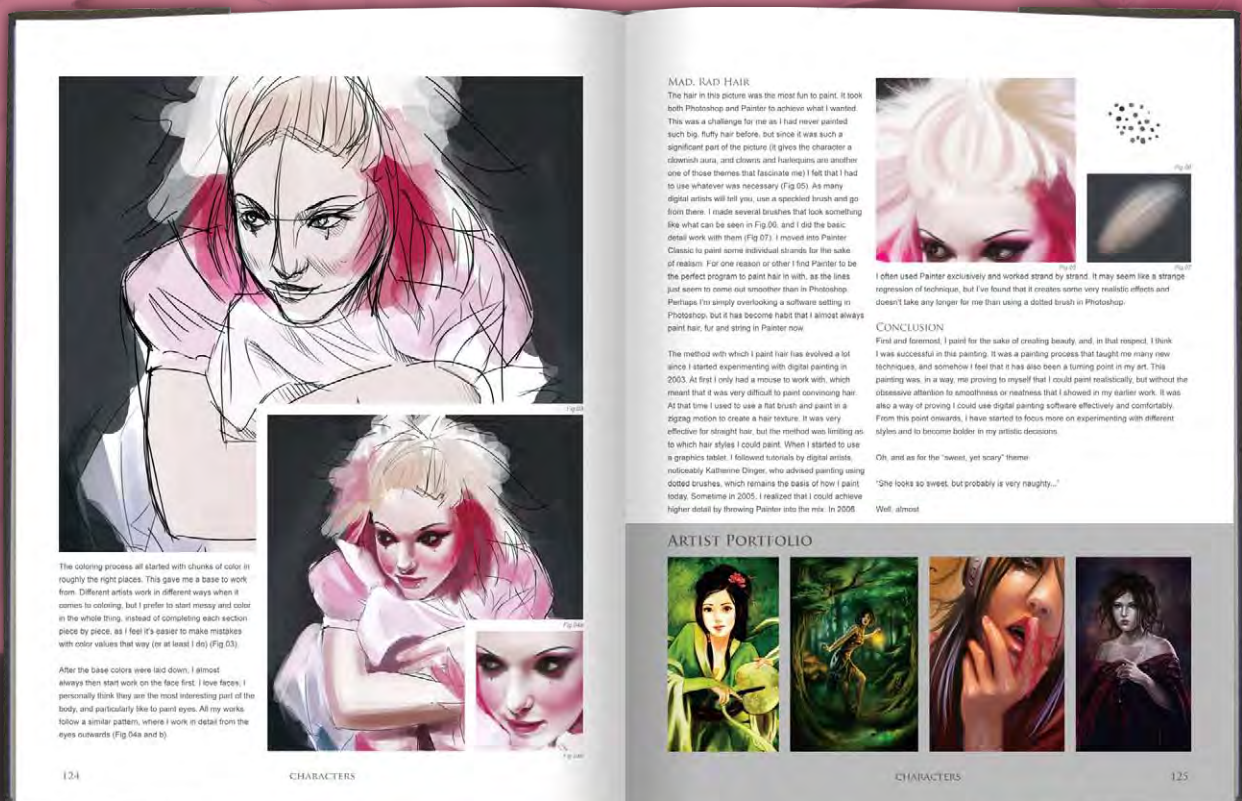 Fig.03
The coloring process all started with chunks of color in
roughly the right places. This gave me a base to work
from. Different artists work in different ways when it
comes to coloring, but I prefer to start messy and color
in the whole thing, instead of completing each section
piece by piece, as I feel it's easier to make mistakes
with color values that way (or at least I do) (Fig.03).
After the base colors were laid down, I almost
always then start work on the face first. I love faces; I
personally think they are the most interesting part of the
body, and particularly like to paint eyes. All my works
follow a similar pattern, where I work in detail from the
eyes outwards (Fig.04a and b).
Fig.04a
Fig.04b
124
CHARACTERS
MAD, RAD HAIR
The hair in this picture was the most fun to paint. It took
both Photoshop and Painter to achieve what I wanted.
This was a challenge for me as I had never painted
such big, fluffy hair before, but since it was such a
significant part of the picture (it gives the character a
clownish aura, and clowns and harlequins are another
one of those themes that fascinate me) I felt that I had
to use whatever was necessary (Fig.05). As many
digital artists will tell you, use a speckled brush and go
from there. I made several brushes that look something
like what can be seen in Fig.06, and I did the basic
detail work with them (Fig.07). I moved into Painter
Classic to paint some individual strands for the sake
of realism. For one reason or other I find Painter to be
the perfect program to paint hair in with, as the lines
just seem to come out smoother than in Photoshop.
Perhaps I'm simply overlooking a software setting in
Photoshop, but it has become habit that I almost always
paint hair, fur and string in Painter now.
The method with which I paint hair has evolved a lot
since I started experimenting with digital painting in
2003. At first I only had a mouse to work with, which
meant that it was very difficult to paint convincing hair.
At that time I used to use a flat brush and paint in a
zigzag motion to create a hair texture. It was very
effective for straight hair, but the method was limiting as
to which hair styles I could paint. When I started to use
a graphics tablet, I followed tutorials by digital artists,
noticeably Katherine Dinger, who advised painting using
dotted brushes, which remains the basis of how I paint
today. Sometime in 2005, I realized that I could achieve
higher detail by throwing Painter into the mix. In 2006
Fig.05
Fig.06
Fig.07
I often used Painter exclusively and worked strand by strand. It may seem like a strange
regression of technique, but I've found that it creates some very realistic effects and
doesn't take any longer for me than using a dotted brush in Photoshop.
CONCLUSION
First and foremost, I paint for the sake of creating beauty, and, in that respect, I think
I was successful in this painting. It was a painting process that taught me many new
techniques, and somehow I feel that it has also been a turning point in my art. This
painting was, in a way, me proving to myself that I could paint realistically, but without the
obsessive attention to smoothness or neatness that I showed in my earlier work. It was
also a way of proving I could use digital painting software effectively and comfortably.
From this point onwards, I have started to focus more on experimenting with different
styles and to become bolder in my artistic decisions.
Oh, and as for the "sweet, yet scary" theme:
"She looks so sweet, but probably is very naughty..."
Well, almost.
ARTIST PORTFOLIO
CHARACTERS
125